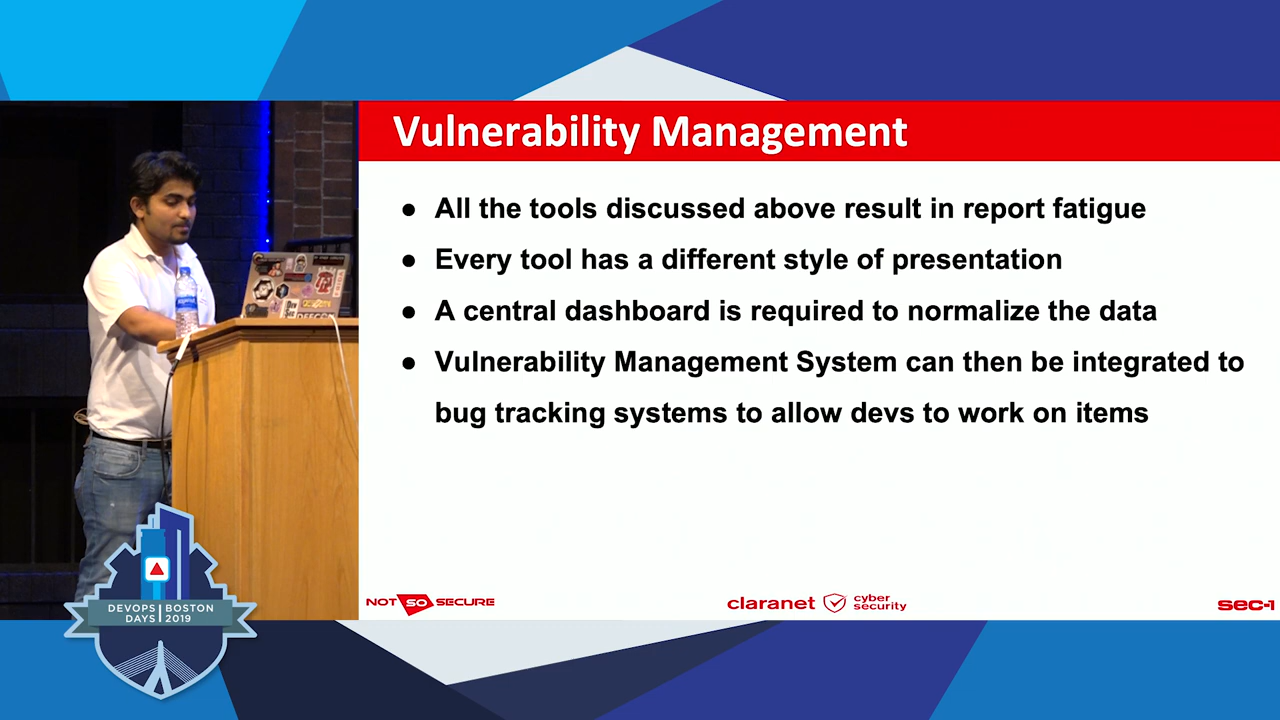 Vulnerability Management
● All the tools discussed above result in report fatigue
● Every tool has a different style of presentation
● A central dashboard is required to normalize the data
● Vulnerability Management System can then be integrated to
bug tracking systems to allow devs to work on items
NOT SO SECURE
claranet cyber security
sec-1
DEVOPS DAYS
BOSTON 2019
DEFCON